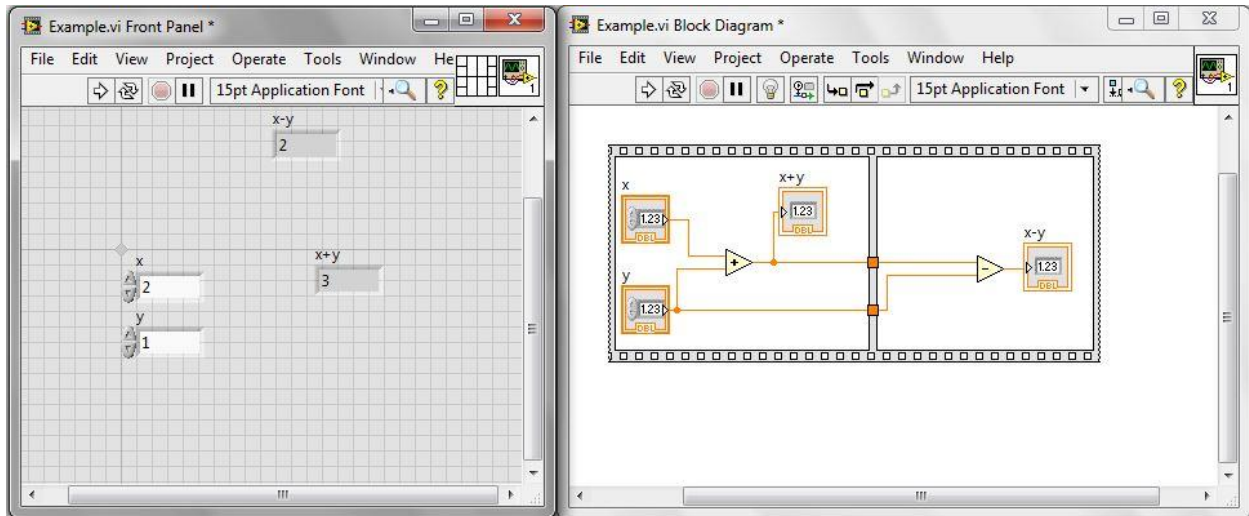 Example.vi Front Panel *
File Edit View Project Operate Tools Window He
15pt Application Font
1
x-y
2
x+y
3
x
2
y
1
Example.vi Block Diagram *
File Edit View Project Operate Tools Window Help
15pt Application Font
1
x
1.23
DBL
y
1.23
DBL
+
x+y
1.23
DBL
-
x-y
1.23
DBL